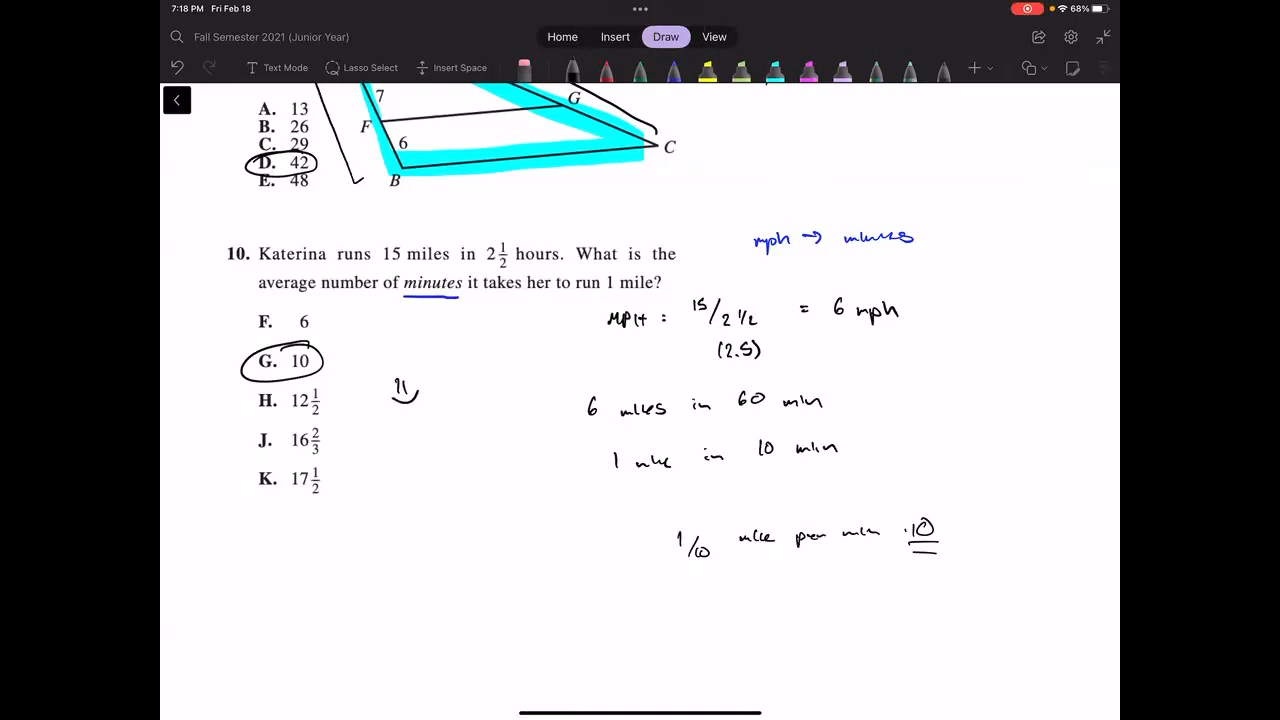 7:18 PM Fri Feb 18
68%
Fall Semester 2021 (Junior Year)
Home Insert Draw View
Text Mode Lasso Select Insert Space
A. 13
B. 26
C. 29
D. 42
E. 48
7
G
F
6
C
B
mph → minutes
10. Katerina runs 15 miles in 2 1/2 hours. What is the
average number of minutes it takes her to run 1 mile?
F. 6
G. 10
H. 12 1/2
J. 16 2/3
K. 17 1/2
MPH : 15/2 1/2 = 6 mph
(2.5)
6 miles in 60 min
1 mile in 10 min
1/10 mile per min .10